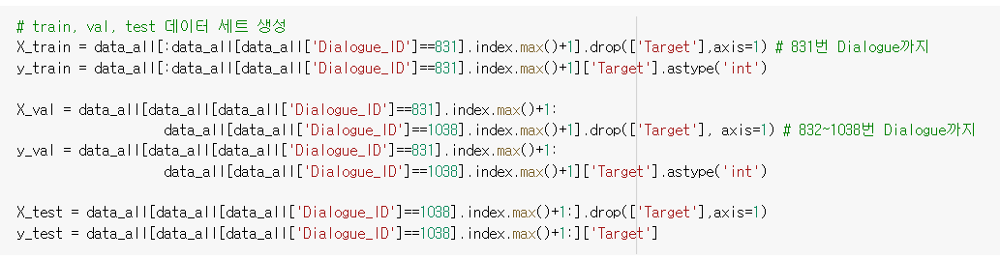 # train, val, test 데이터 세트 생성
X_train = data_all[:data_all[data_all['Dialogue_ID']==831].index.max()+1].drop(['Target'],axis=1) # 831번 Dialogue까지
y_train = data_all[:data_all[data_all['Dialogue_ID']==831].index.max()+1]['Target'].astype('int')
X_val = data_all[data_all[data_all['Dialogue_ID']==831].index.max()+1:
data_all[data_all['Dialogue_ID']==1038].index.max()+1].drop(['Target'], axis=1) # 832~1038번 Dialogue까지
y_val = data_all[data_all[data_all['Dialogue_ID']==831].index.max()+1:
data_all[data_all['Dialogue_ID']==1038].index.max()+1]['Target'].astype('int')
X_test = data_all[data_all[data_all['Dialogue_ID']==1038].index.max()+1:].drop(['Target'],axis=1)
y_test = data_all[data_all[data_all['Dialogue_ID']==1038].index.max()+1:]['Target']